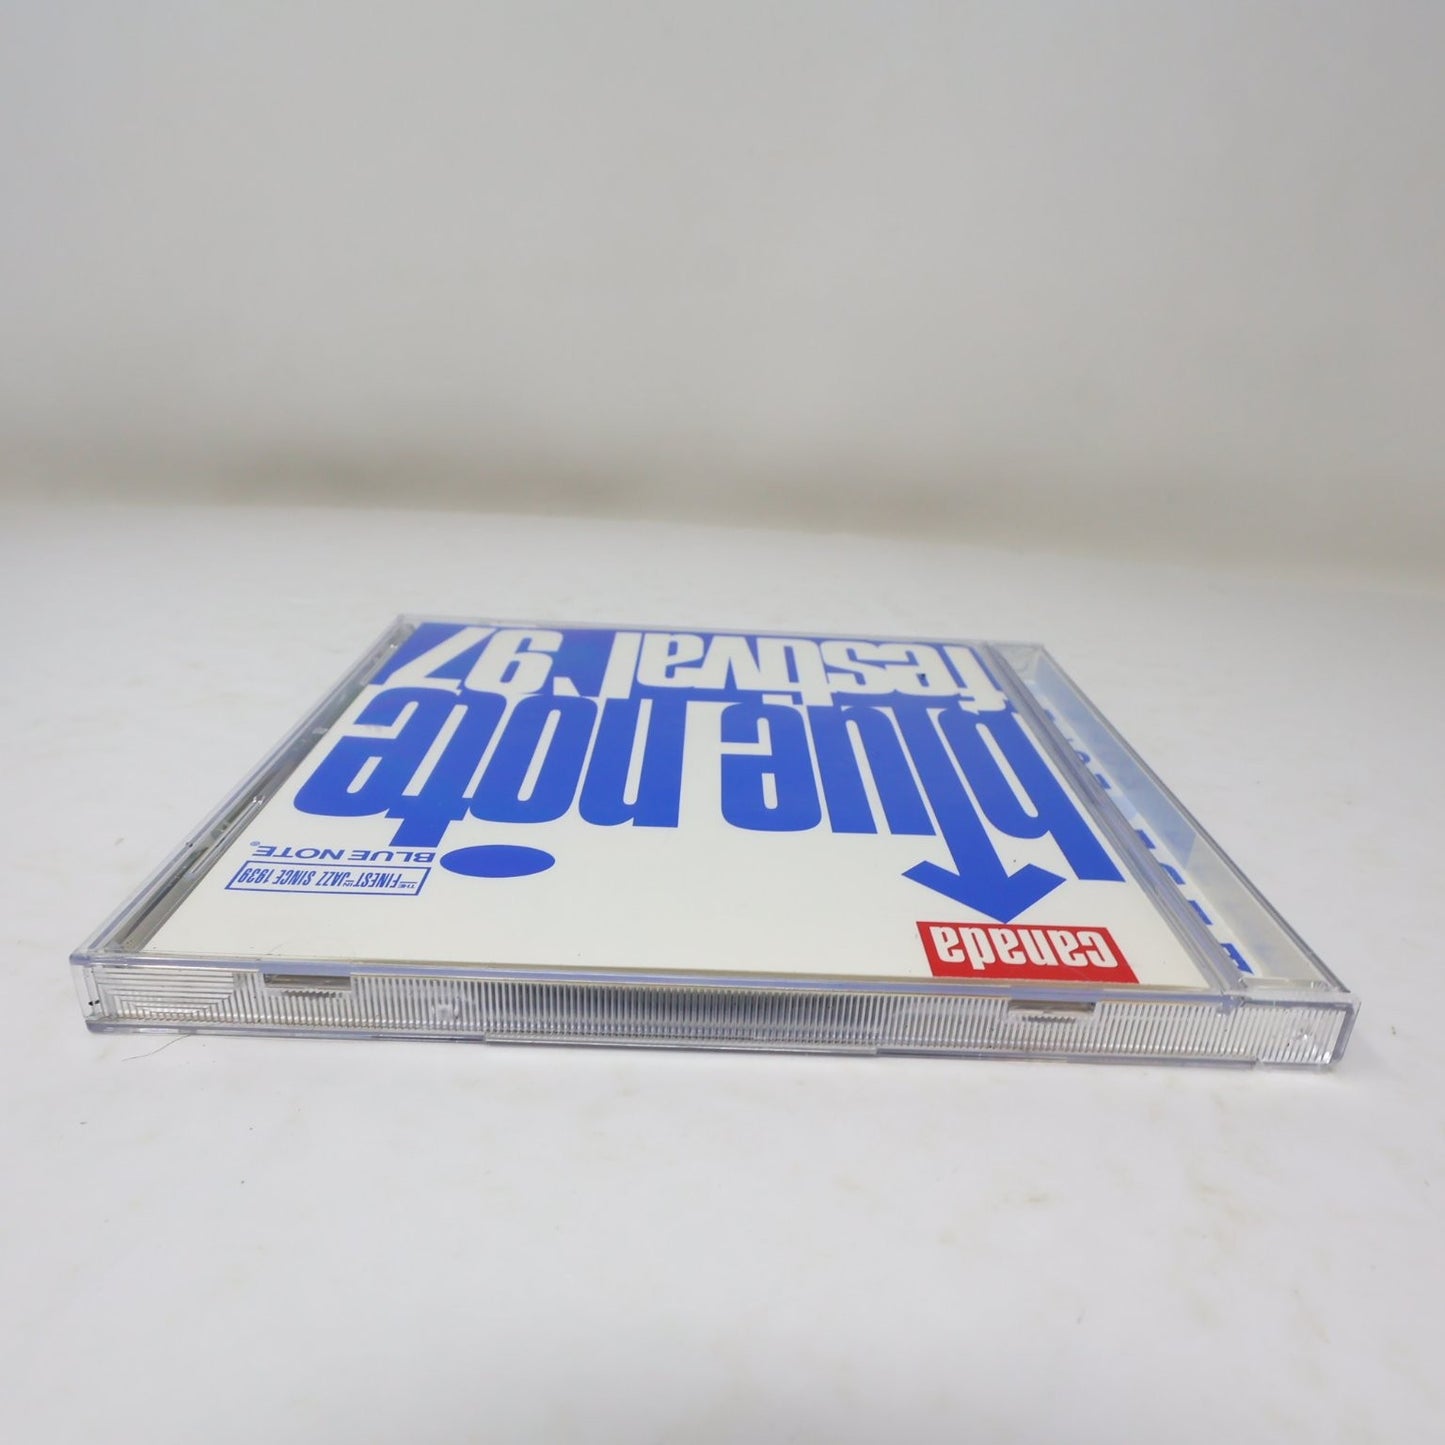 canada
THE FINEST IN JAZZ SINCE 1939
BLUE NOTE®
blue note
festival '97